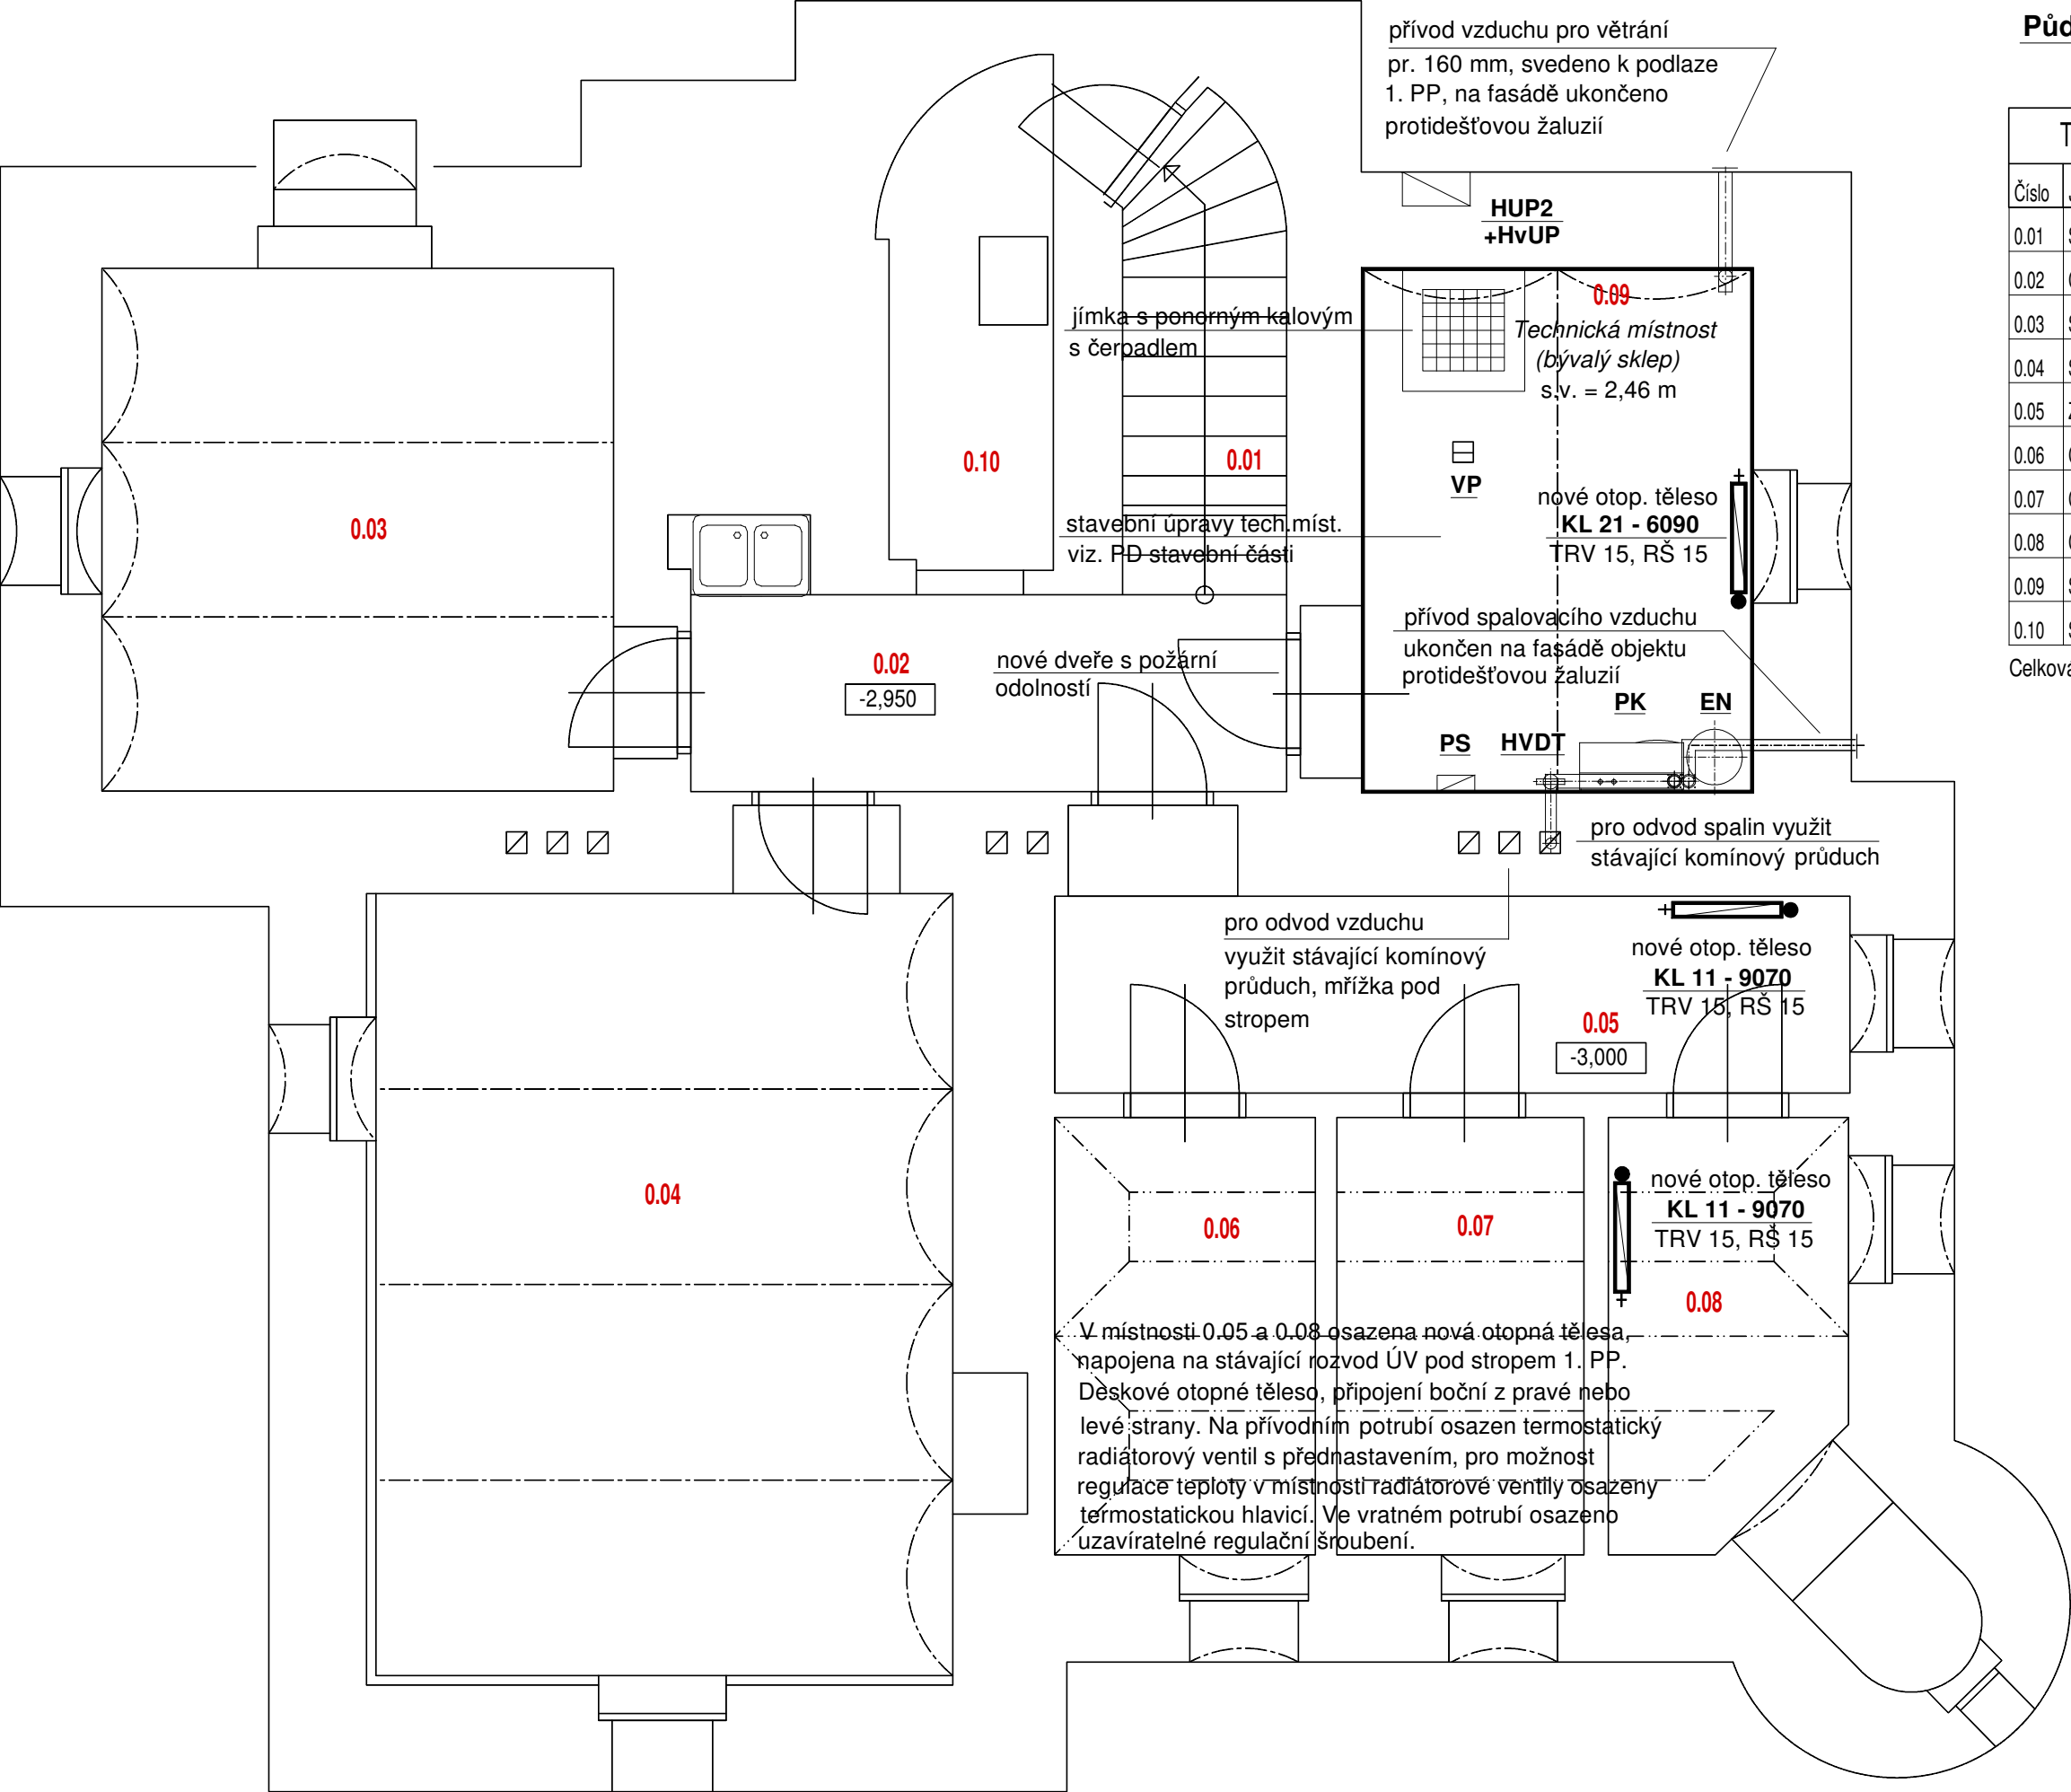 přívod vzduchu pro větrání
pr. 160 mm, svedeno k podlaze
1. PP, na fasádě ukončeno
protidešťovou žaluzií
HUP2
+HvUP
0.09
Technická místnost
(bývalý sklep)
s.v. = 2,46 m
jímka s ponorným kalovým
s čerpadlem
0.10
0.01
0.03
VP
nové otop. těleso
KL 21 - 6090
TRV 15, RŠ 15
stavební úpravy tech.míst.
viz. PD stavební části
přívod spalovacího vzduchu
ukončen na fasádě objektu
protidešťovou žaluzií
0.02
-2,950
nové dveře s požární
odolností
PK
EN
PS
HVDT
pro odvod spalin využit
stávající komínový průduch
pro odvod vzduchu
využit stávající komínový
průduch, mřížka pod
stropem
nové otop. těleso
KL 11 - 9070
TRV 15, RŠ 15
0.05
-3,000
0.04
0.06
0.07
nové otop. těleso
KL 11 - 9070
TRV 15, RŠ 15
0.08
V místnosti 0.05 a 0.08 osazena nová otopná tělesa,
napojena na stávající rozvod ÚV pod stropem 1. PP.
Deskové otopné těleso, připojení boční z pravé nebo
levé strany. Na přívodním potrubí osazen termostatický
radiátorový ventil s přednastavením, pro možnost
regulace teploty v místnosti radiátorové ventily osazeny
termostatickou hlavicí. Ve vratném potrubí osazeno
uzavíratelné regulační šroubení.
Číslo
0.01
0.02
0.03
0.04
0.05
0.06
0.07
0.08
0.09
0.10